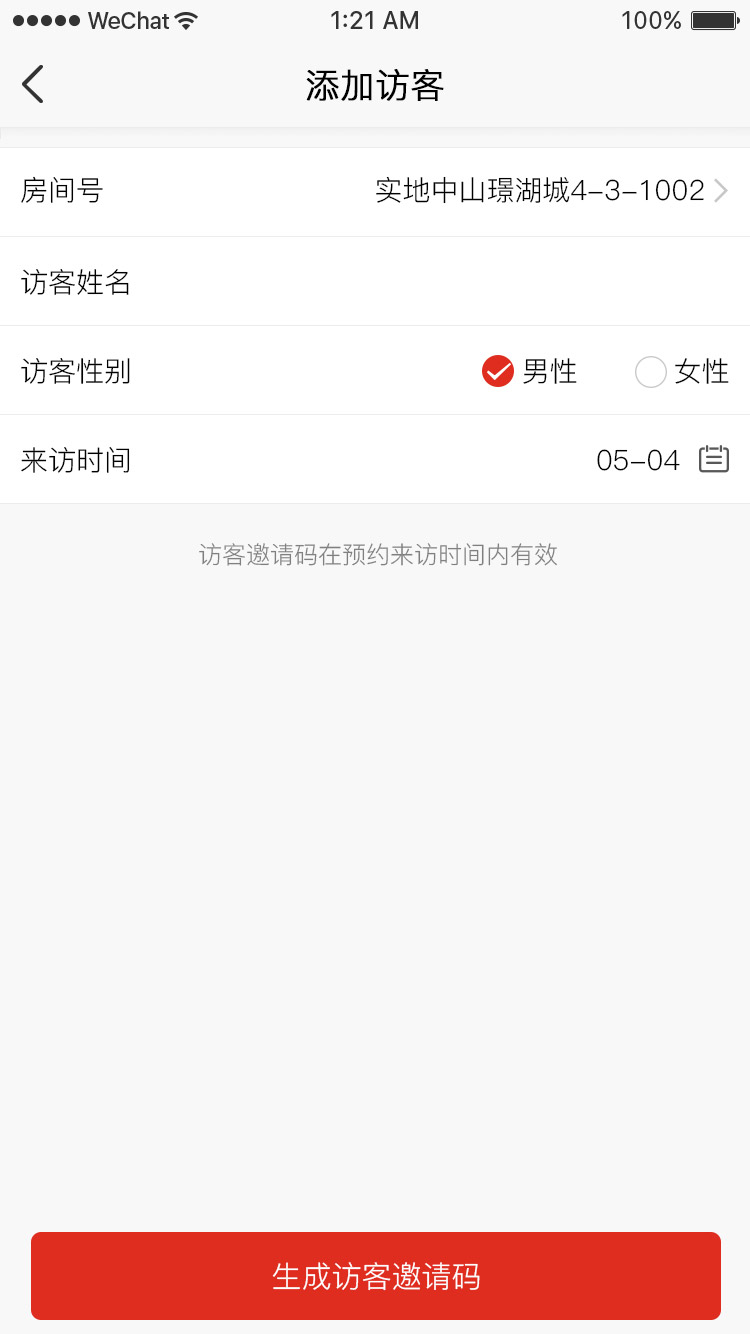 WeChat 1:21 AM 100%
添加访客
房间号 实地中山璟湖城4-3-1002
访客姓名
访客性别 男性 女性
来访时间 05-04
访客邀请码在预约来访时间内有效
生成访客邀请码